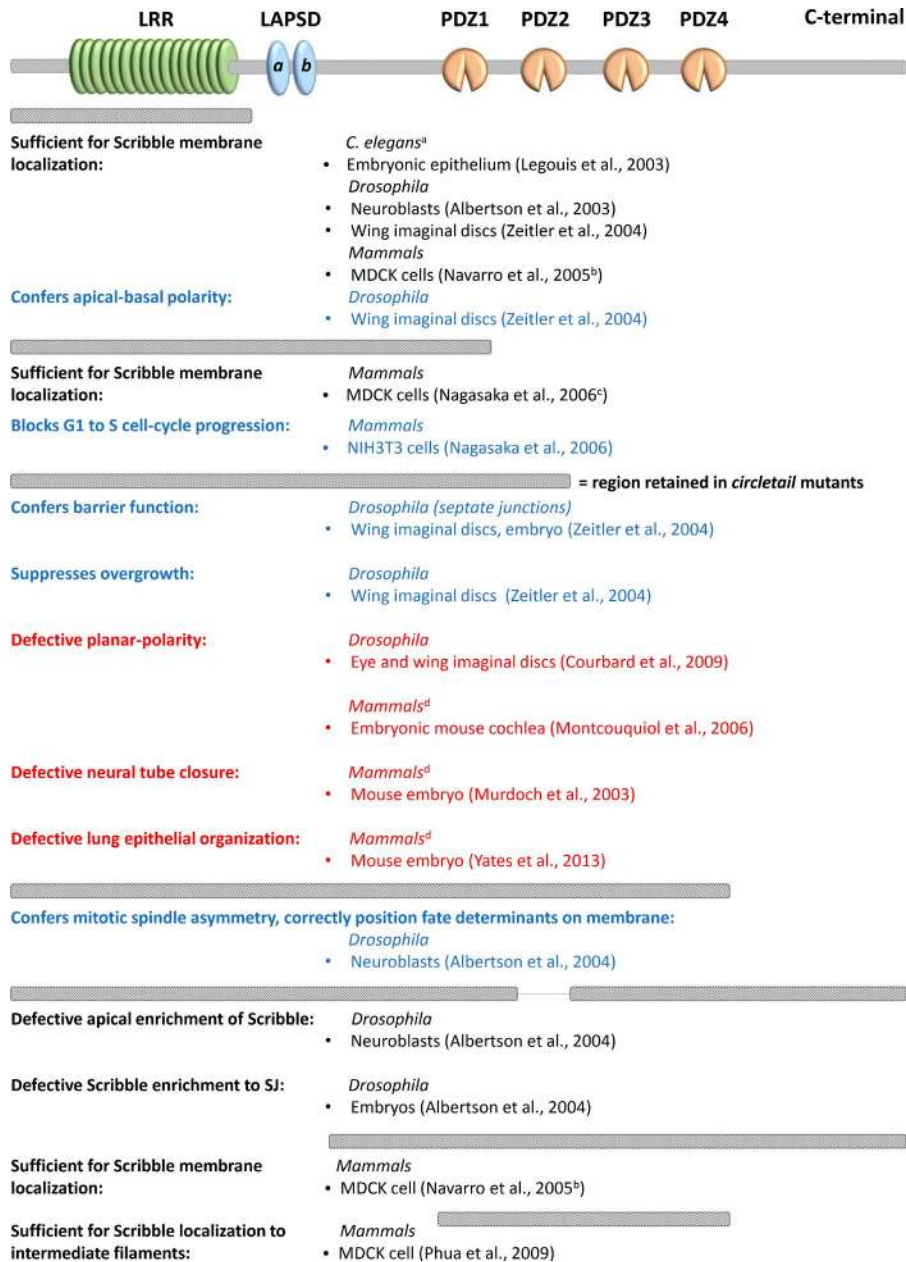 LRR LAPSD PDZ1 PDZ2 PDZ3 PDZ4 C-terminal
a b
Sufficient for Scribble membrane localization:
C. elegansᵃ
• Embryonic epithelium (Legouis et al., 2003)
Drosophila
• Neuroblasts (Albertson et al., 2003)
• Wing imaginal discs (Zeitler et al., 2004)
Mammals
• MDCK cells (Navarro et al., 2005ᵇ)
Confers apical-basal polarity: Drosophila
• Wing imaginal discs (Zeitler et al., 2004)
Sufficient for Scribble membrane localization:
Mammals
• MDCK cells (Nagasaka et al., 2006ᶜ)
Blocks G1 to S cell-cycle progression: Mammals
• NIH3T3 cells (Nagasaka et al., 2006)
= region retained in circletail mutants
Confers barrier function: Drosophila (septate junctions)
• Wing imaginal discs, embryo (Zeitler et al., 2004)
Suppresses overgrowth: Drosophila
• Wing imaginal discs (Zeitler et al., 2004)
Defective planar-polarity: Drosophila
• Eye and wing imaginal discs (Courbard et al., 2009)
Mammalsᵈ
• Embryonic mouse cochlea (Montcouquiol et al., 2006)
Defective neural tube closure: Mammalsᵈ
• Mouse embryo (Murdoch et al., 2003)
Defective lung epithelial organization: Mammalsᵈ
• Mouse embryo (Yates et al., 2013)
Confers mitotic spindle asymmetry, correctly position fate determinants on membrane:
Drosophila
• Neuroblasts (Albertson et al., 2004)
Defective apical enrichment of Scribble: Drosophila
• Neuroblasts (Albertson et al., 2004)
Defective Scribble enrichment to SJ: Drosophila
• Embryos (Albertson et al., 2004)
Sufficient for Scribble membrane localization:
Mammals
• MDCK cell (Navarro et al., 2005ᵇ)
Sufficient for Scribble localization to intermediate filaments:
Mammals
• MDCK cell (Phua et al., 2009)